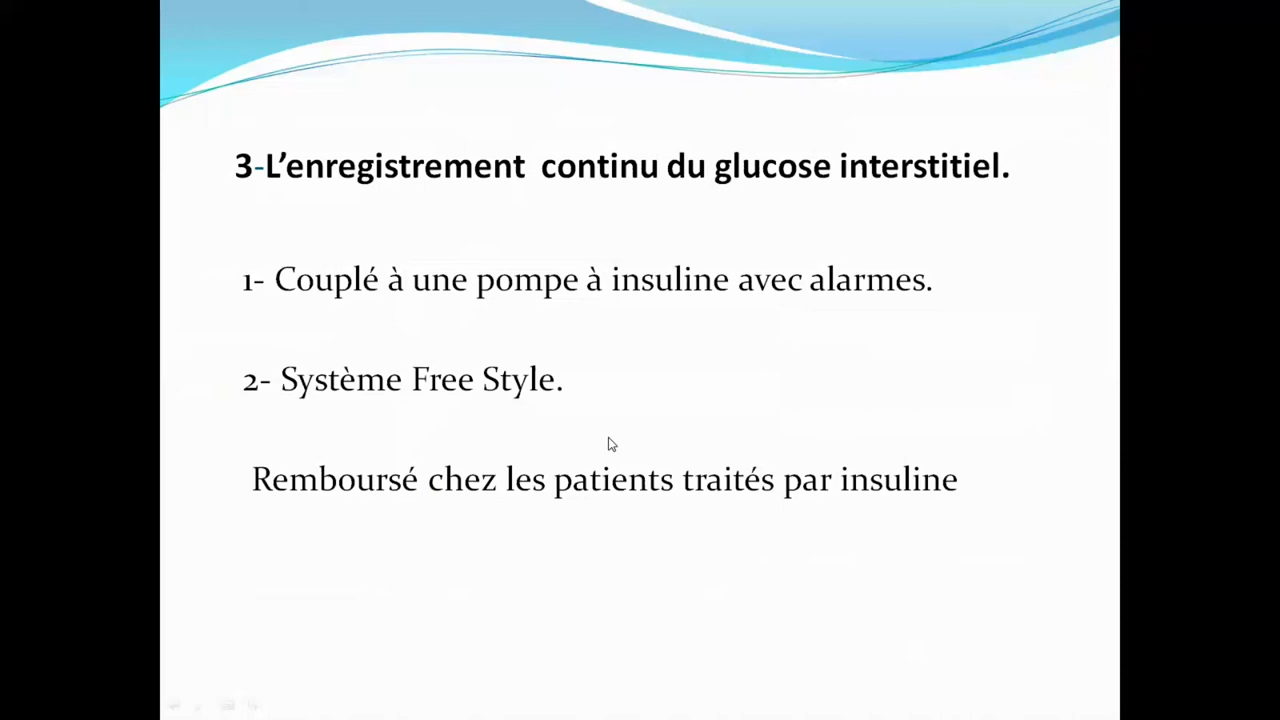 3-L’enregistrement continu du glucose interstitiel.
1- Couplé à une pompe à insuline avec alarmes.
2- Système Free Style.
Remboursé chez les patients traités par insuline